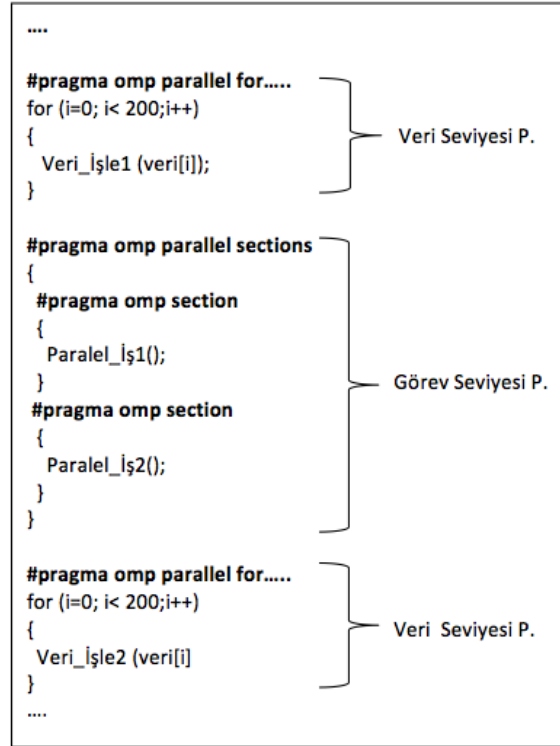 ....
#pragma omp parallel for.....
for (i=0; i< 200;i++)
{
Veri_İşle1 (veri[i]);
}
Veri Seviyesi P.
#pragma omp parallel sections
{
#pragma omp section
{
Paralel_İş1();
}
#pragma omp section
{
Paralel_İş2();
}
}
Görev Seviyesi P.
#pragma omp parallel for.....
for (i=0; i< 200;i++)
{
Veri_İşle2 (veri[i]
}
Veri Seviyesi P.
....